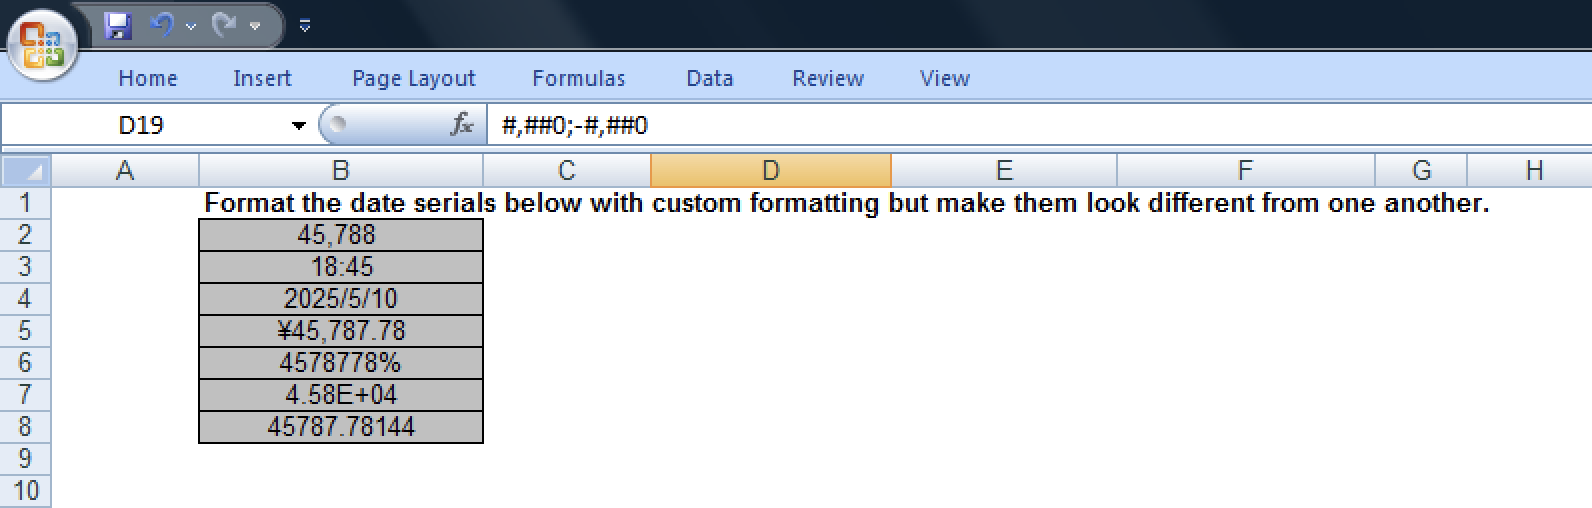 Home Insert Page Layout Formulas Data Review View
D19 fx #,##0;-#,##0
A B C D E F G H
1 Format the date serials below with custom formatting but make them look different from one another.
2 45,788
3 18:45
4 2025/5/10
5 ¥45,787.78
6 4578778%
7 4.58E+04
8 45787.78144
9
10